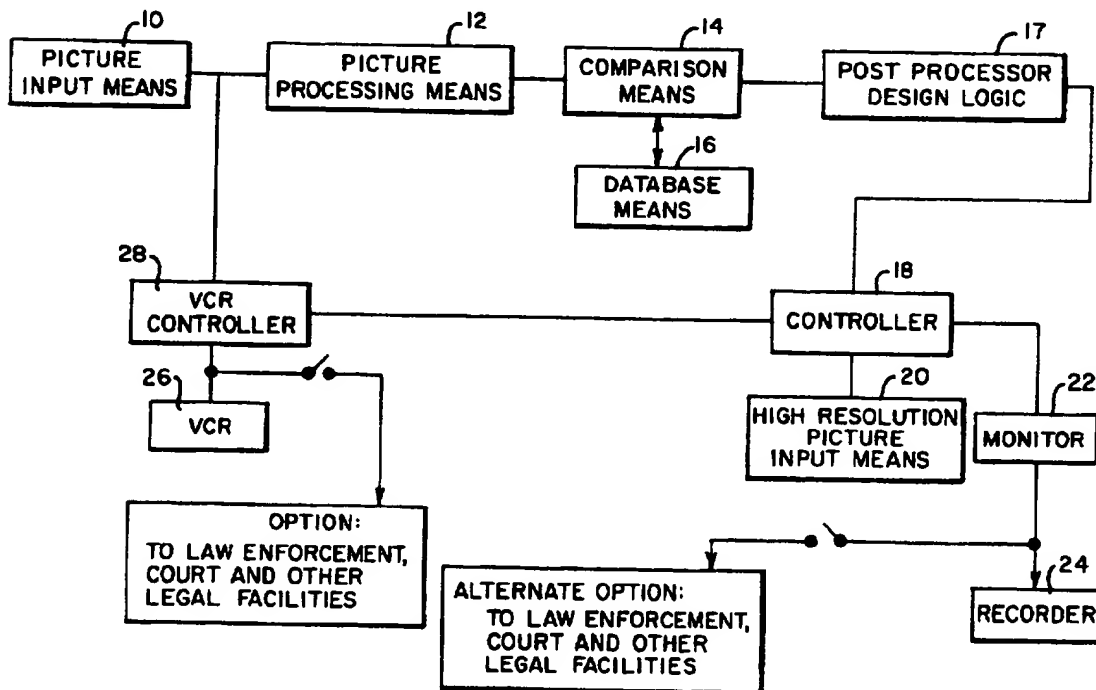 10
PICTURE
INPUT MEANS
12
PICTURE
PROCESSING MEANS
14
COMPARISON
MEANS
17
POST PROCESSOR
DESIGN LOGIC
16
DATABASE
MEANS
28
VCR
CONTROLLER
18
CONTROLLER
26
VCR
20
HIGH RESOLUTION
PICTURE
INPUT MEANS
22
MONITOR
OPTION:
TO LAW ENFORCEMENT,
COURT AND OTHER
LEGAL FACILITIES
ALTERNATE OPTION:
TO LAW ENFORCEMENT,
COURT AND OTHER
LEGAL FACILITIES
24
RECORDER